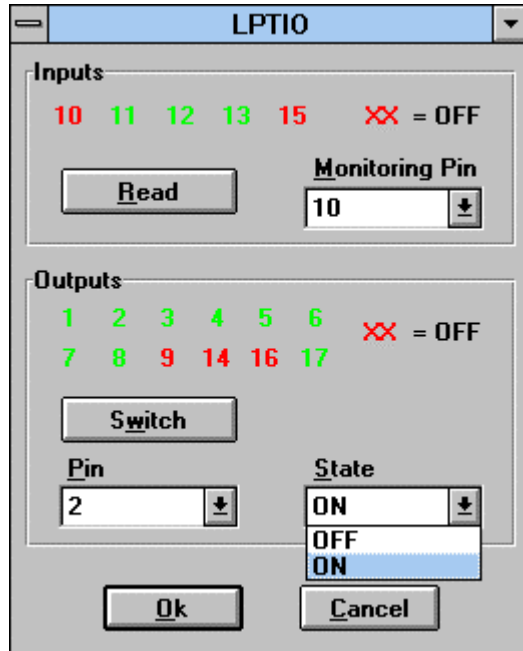 LPTIO
Inputs
10 11 12 13 15 XX = OFF
Read
Monitoring Pin
10
Outputs
1 2 3 4 5 6
XX = OFF
7 8 9 14 16 17
Switch
Pin
2
State
ON
OFF
ON
Ok
Cancel